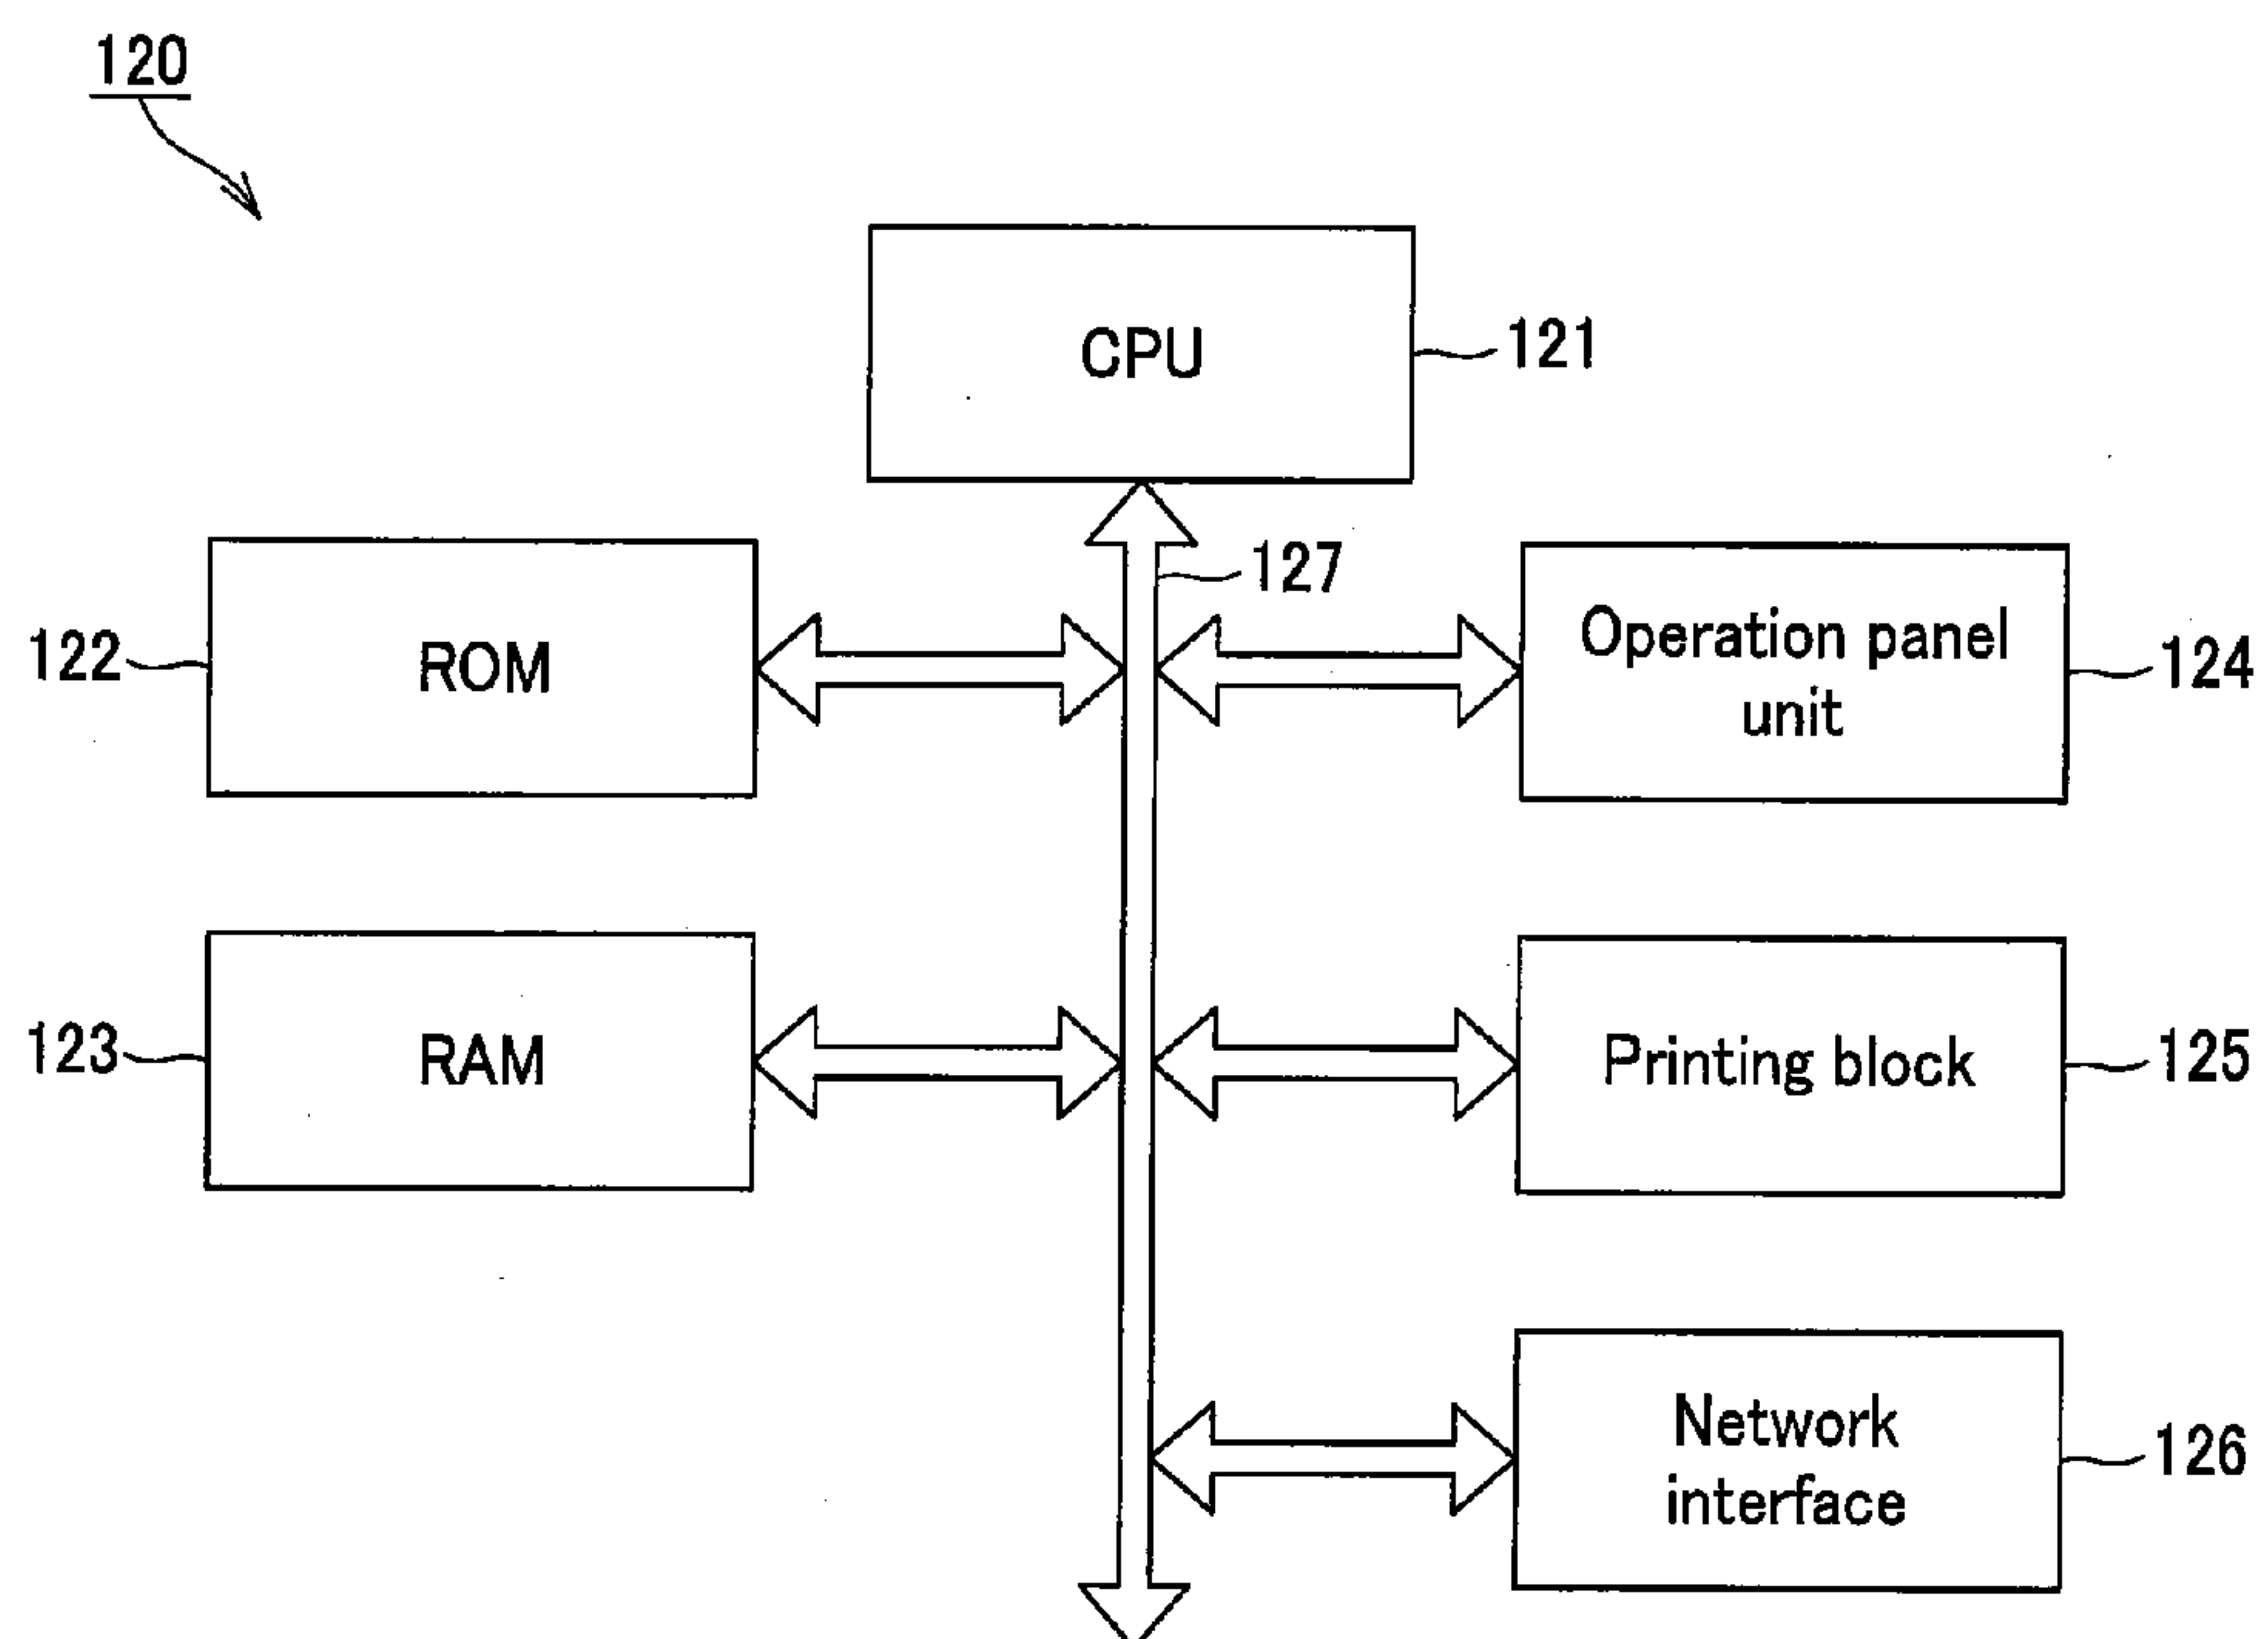 120
CPU
121
127
122
ROM
Operation panel
unit
124
123
RAM
Printing block
125
Network
interface
126